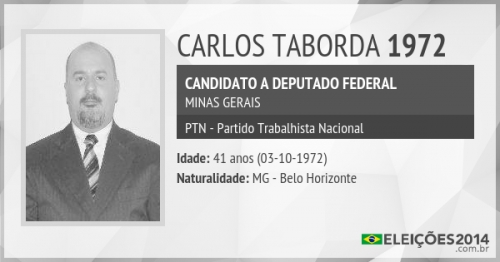 CARLOS TABORDA 1972
CANDIDATO A DEPUTADO FEDERAL
MINAS GERAIS
PTN - Partido Trabalhista Nacional
Idade: 41 anos (03-10-1972)
Naturalidade: MG - Belo Horizonte
ELEIÇÕES2014
.com.br